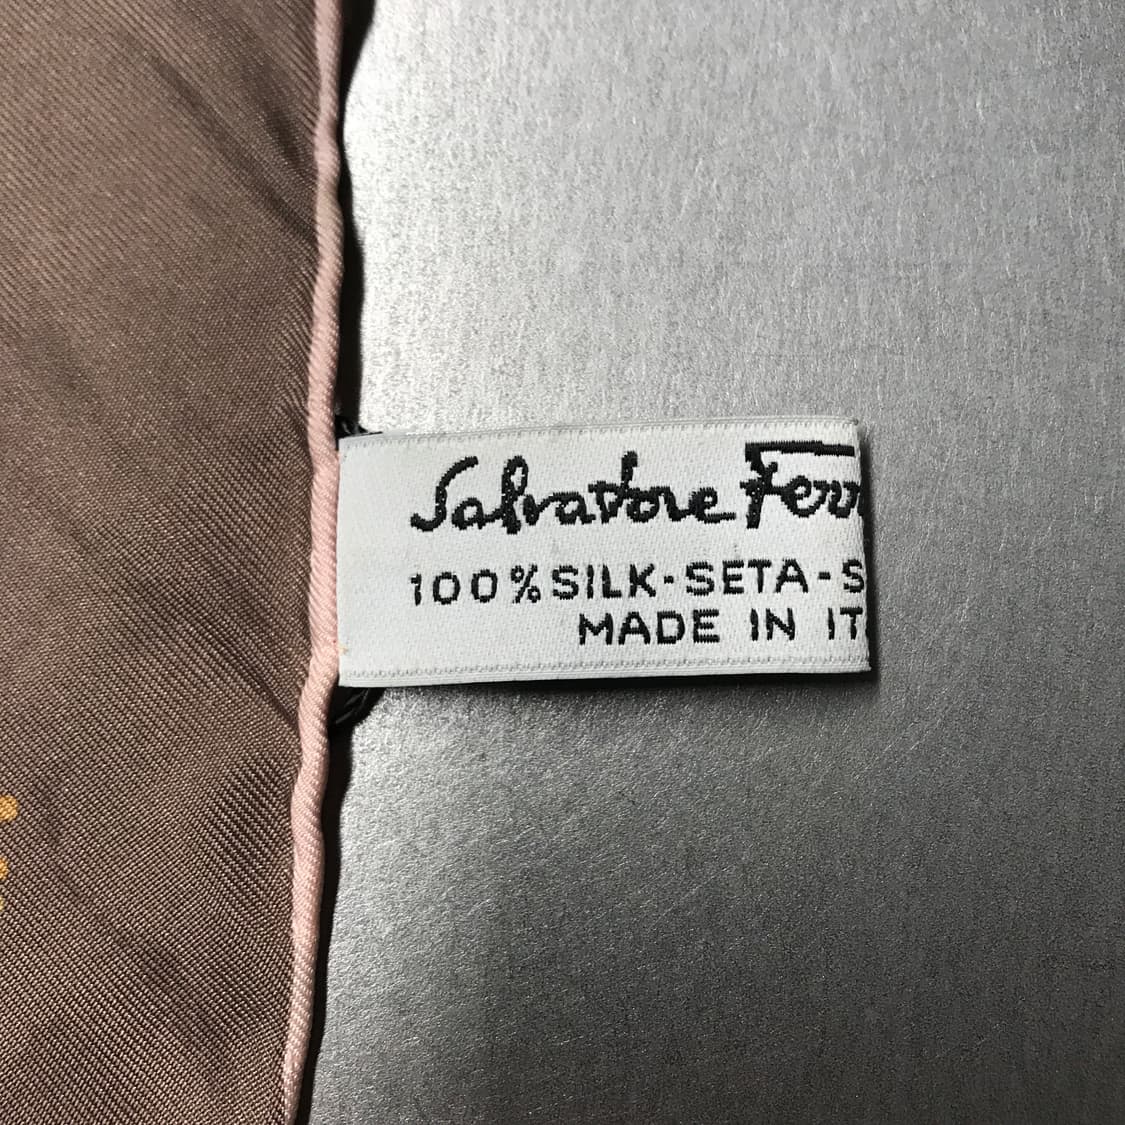 Salvatore Ferr
100% SILK-SETA-S
MADE IN IT